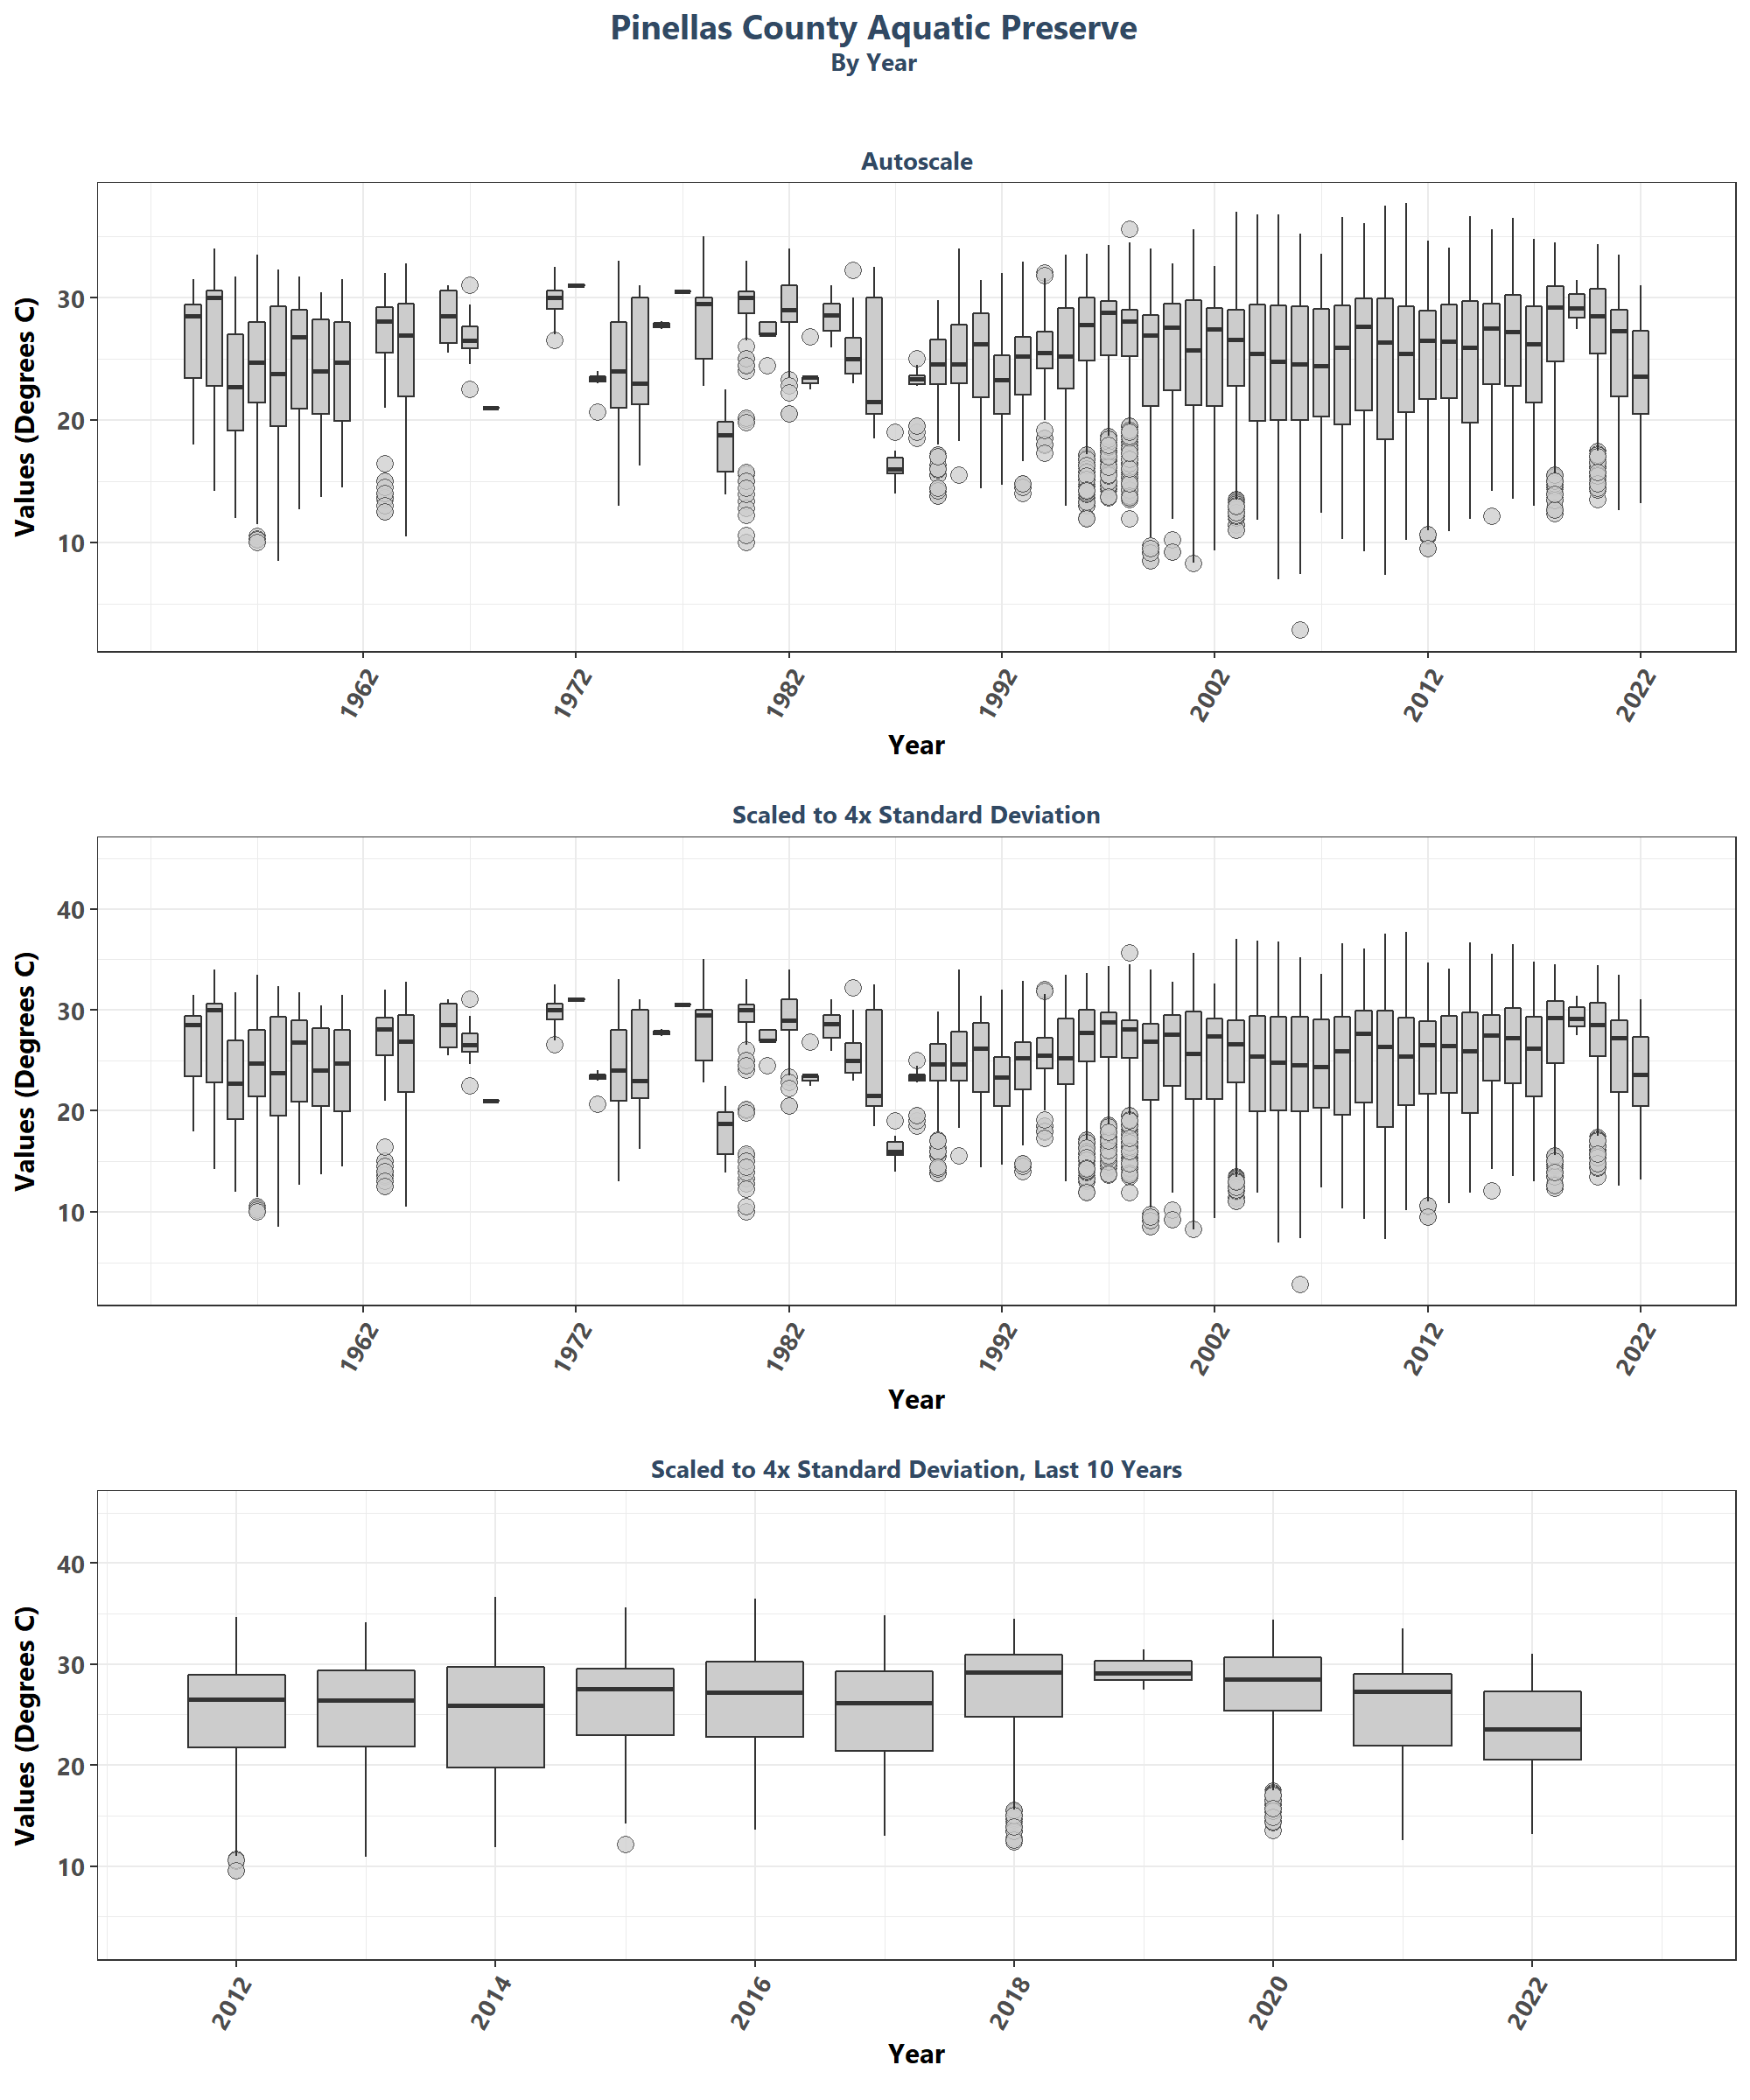 Pinellas County Aquatic Preserve
By Year
Autoscale
Values (Degrees C)
30
20
10
1962
1972
1982
1992
2002
2012
2022
Year
Scaled to 4x Standard Deviation
Values (Degrees C)
40
30
20
10
1962
1972
1982
1992
2002
2012
2022
Year
Scaled to 4x Standard Deviation, Last 10 Years
Values (Degrees C)
40
30
20
10
2012
2014
2016
2018
2020
2022
Year